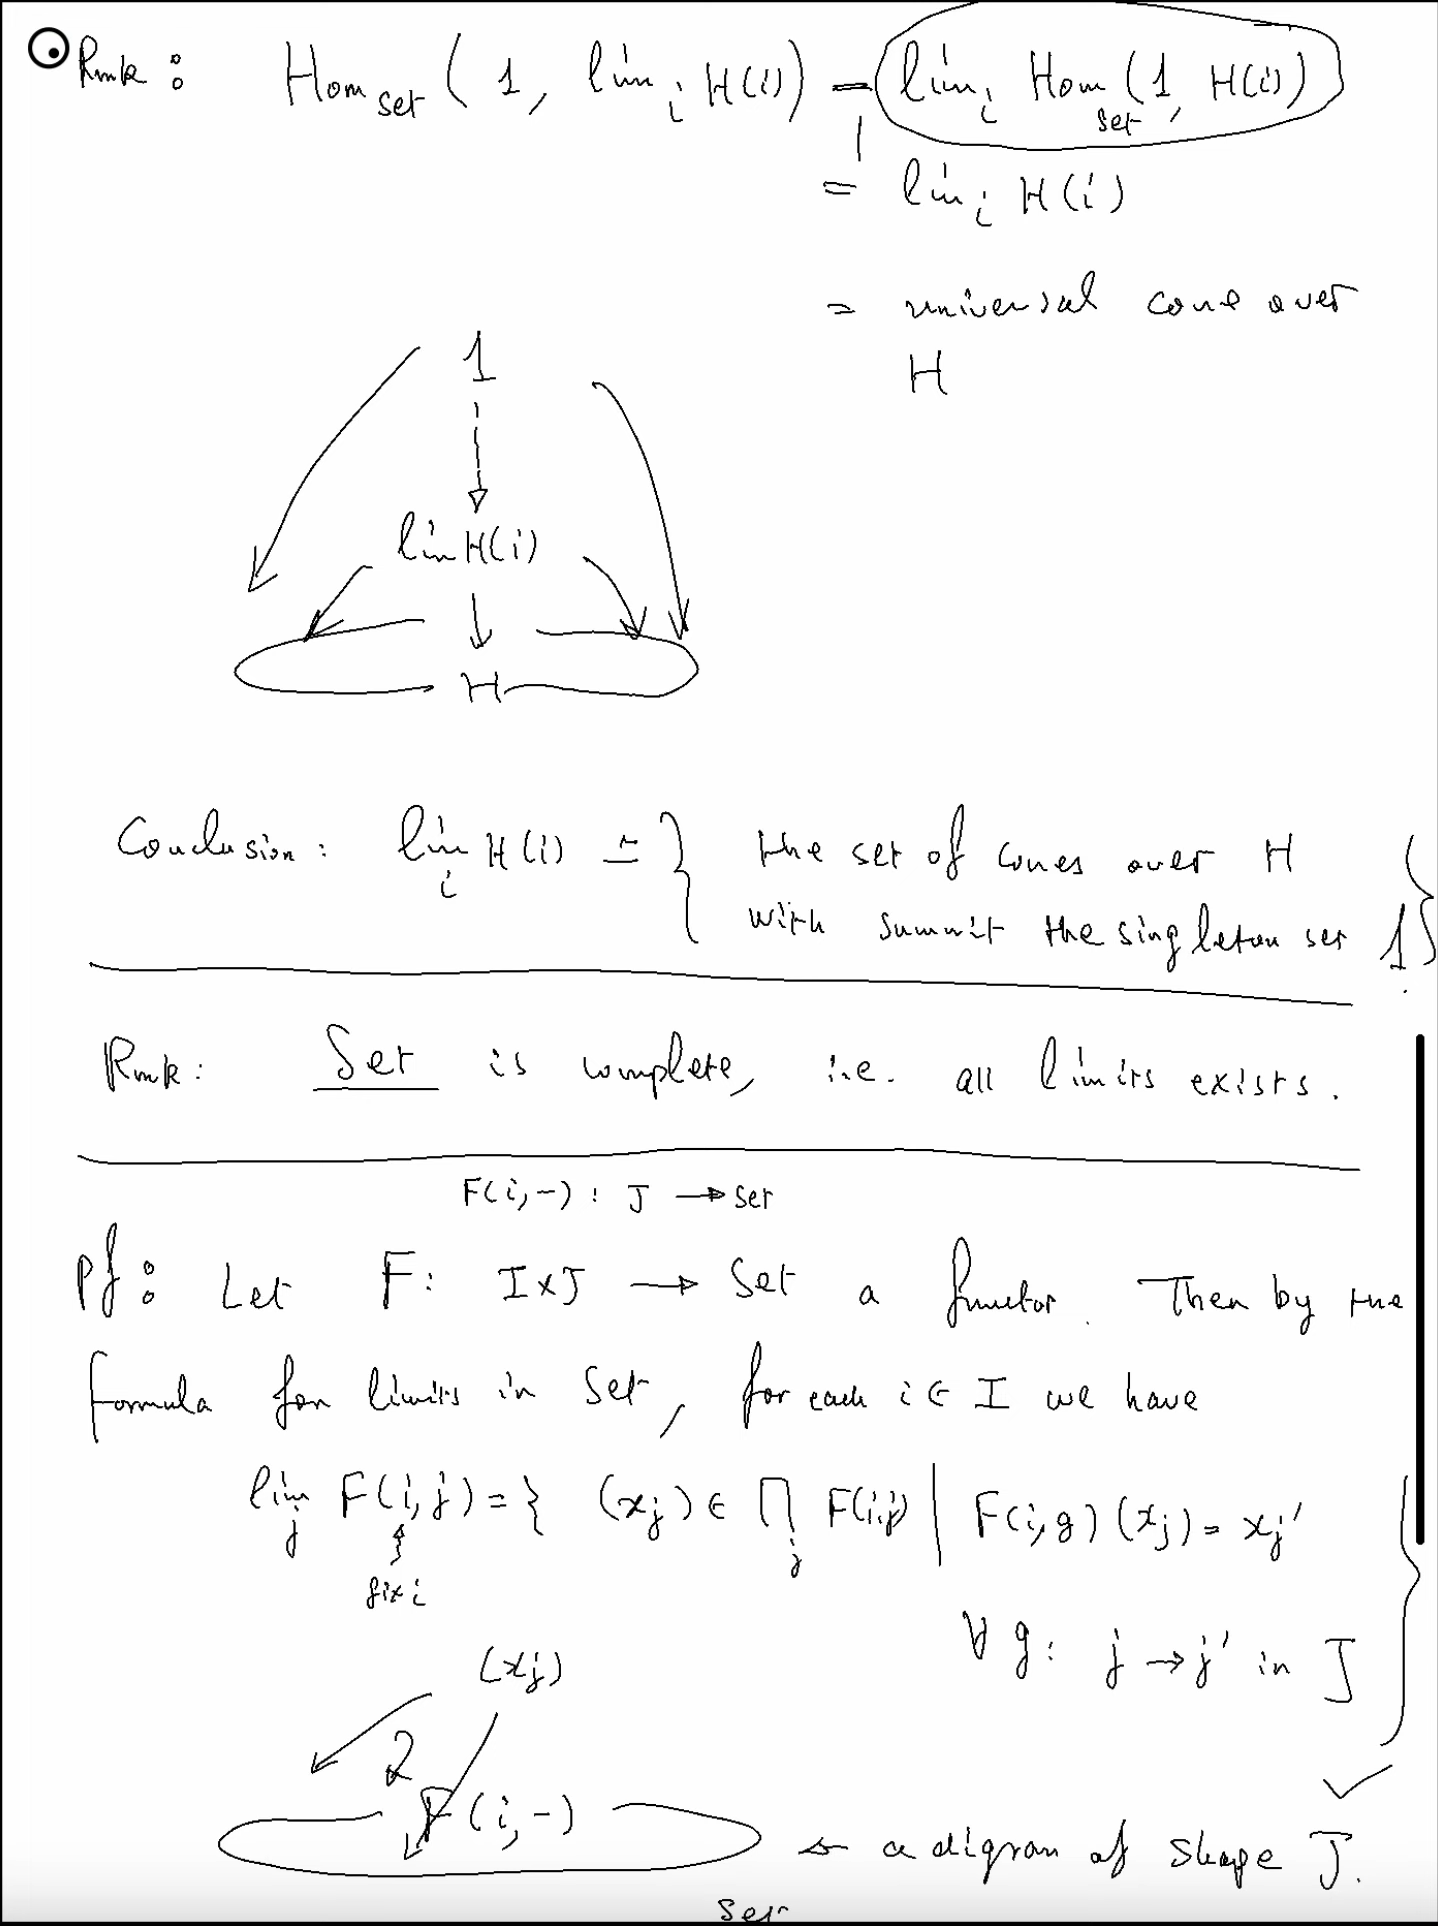 Rmk: Hom_Set (1, lim_i H(i)) = lim_i Hom_Set (1, H(i))
= lim_i H(i)
= universal cone over
H
1
lim H(i)
H
Conclusion: lim_i H(i) = { the set of cones over H
with summit the singleton set 1 }.
Rmk: Set is complete, i.e. all limits exists.
F(i,-) : J → Set
Pf: Let F: I×J → Set a functor. Then by the
formula for limits in Set, for each i ∈ I we have
lim_j F(i,j) = { (x_j) ∈ ∏_j F(i,j) | F(i,g)(x_j) = x_j'
fix i
∀ g: j → j' in J }
(x_j)
2
F(i,-)
a digram of shape J.
Set